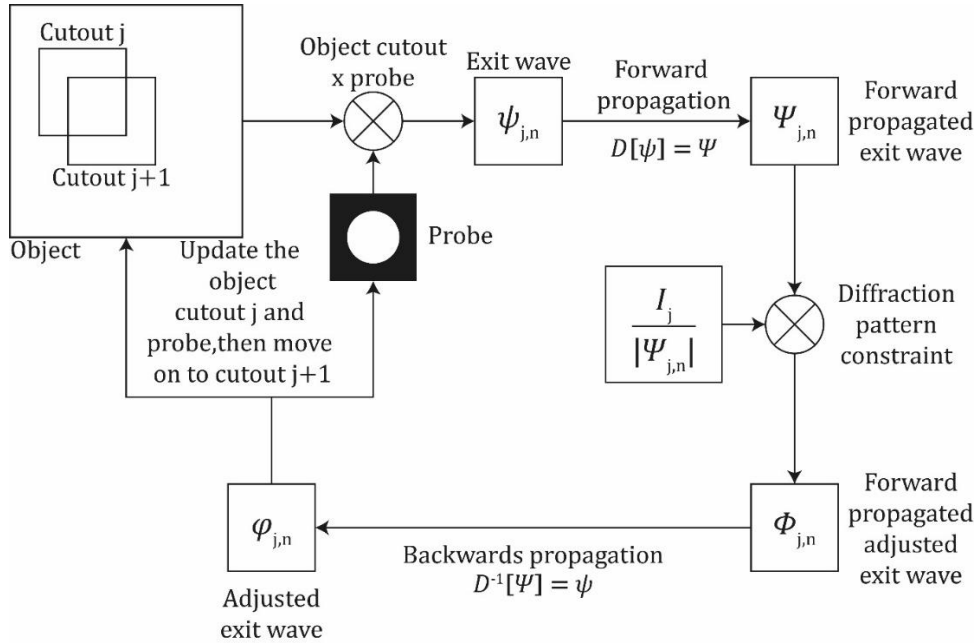 Cutout j
Cutout j+1
Object
Object cutout
x probe
Exit wave
ψj,n
Forward
propagation
D[ψ] = Ψ
Ψj,n
Forward
propagated
exit wave
Probe
Update the
object
cutout j and
probe,then move
on to cutout j+1
Ij
|Ψj,n|
Diffraction
pattern
constraint
φj,n
Adjusted
exit wave
Backwards propagation
D-1[Ψ] = ψ
Φj,n
Forward
propagated
adjusted
exit wave